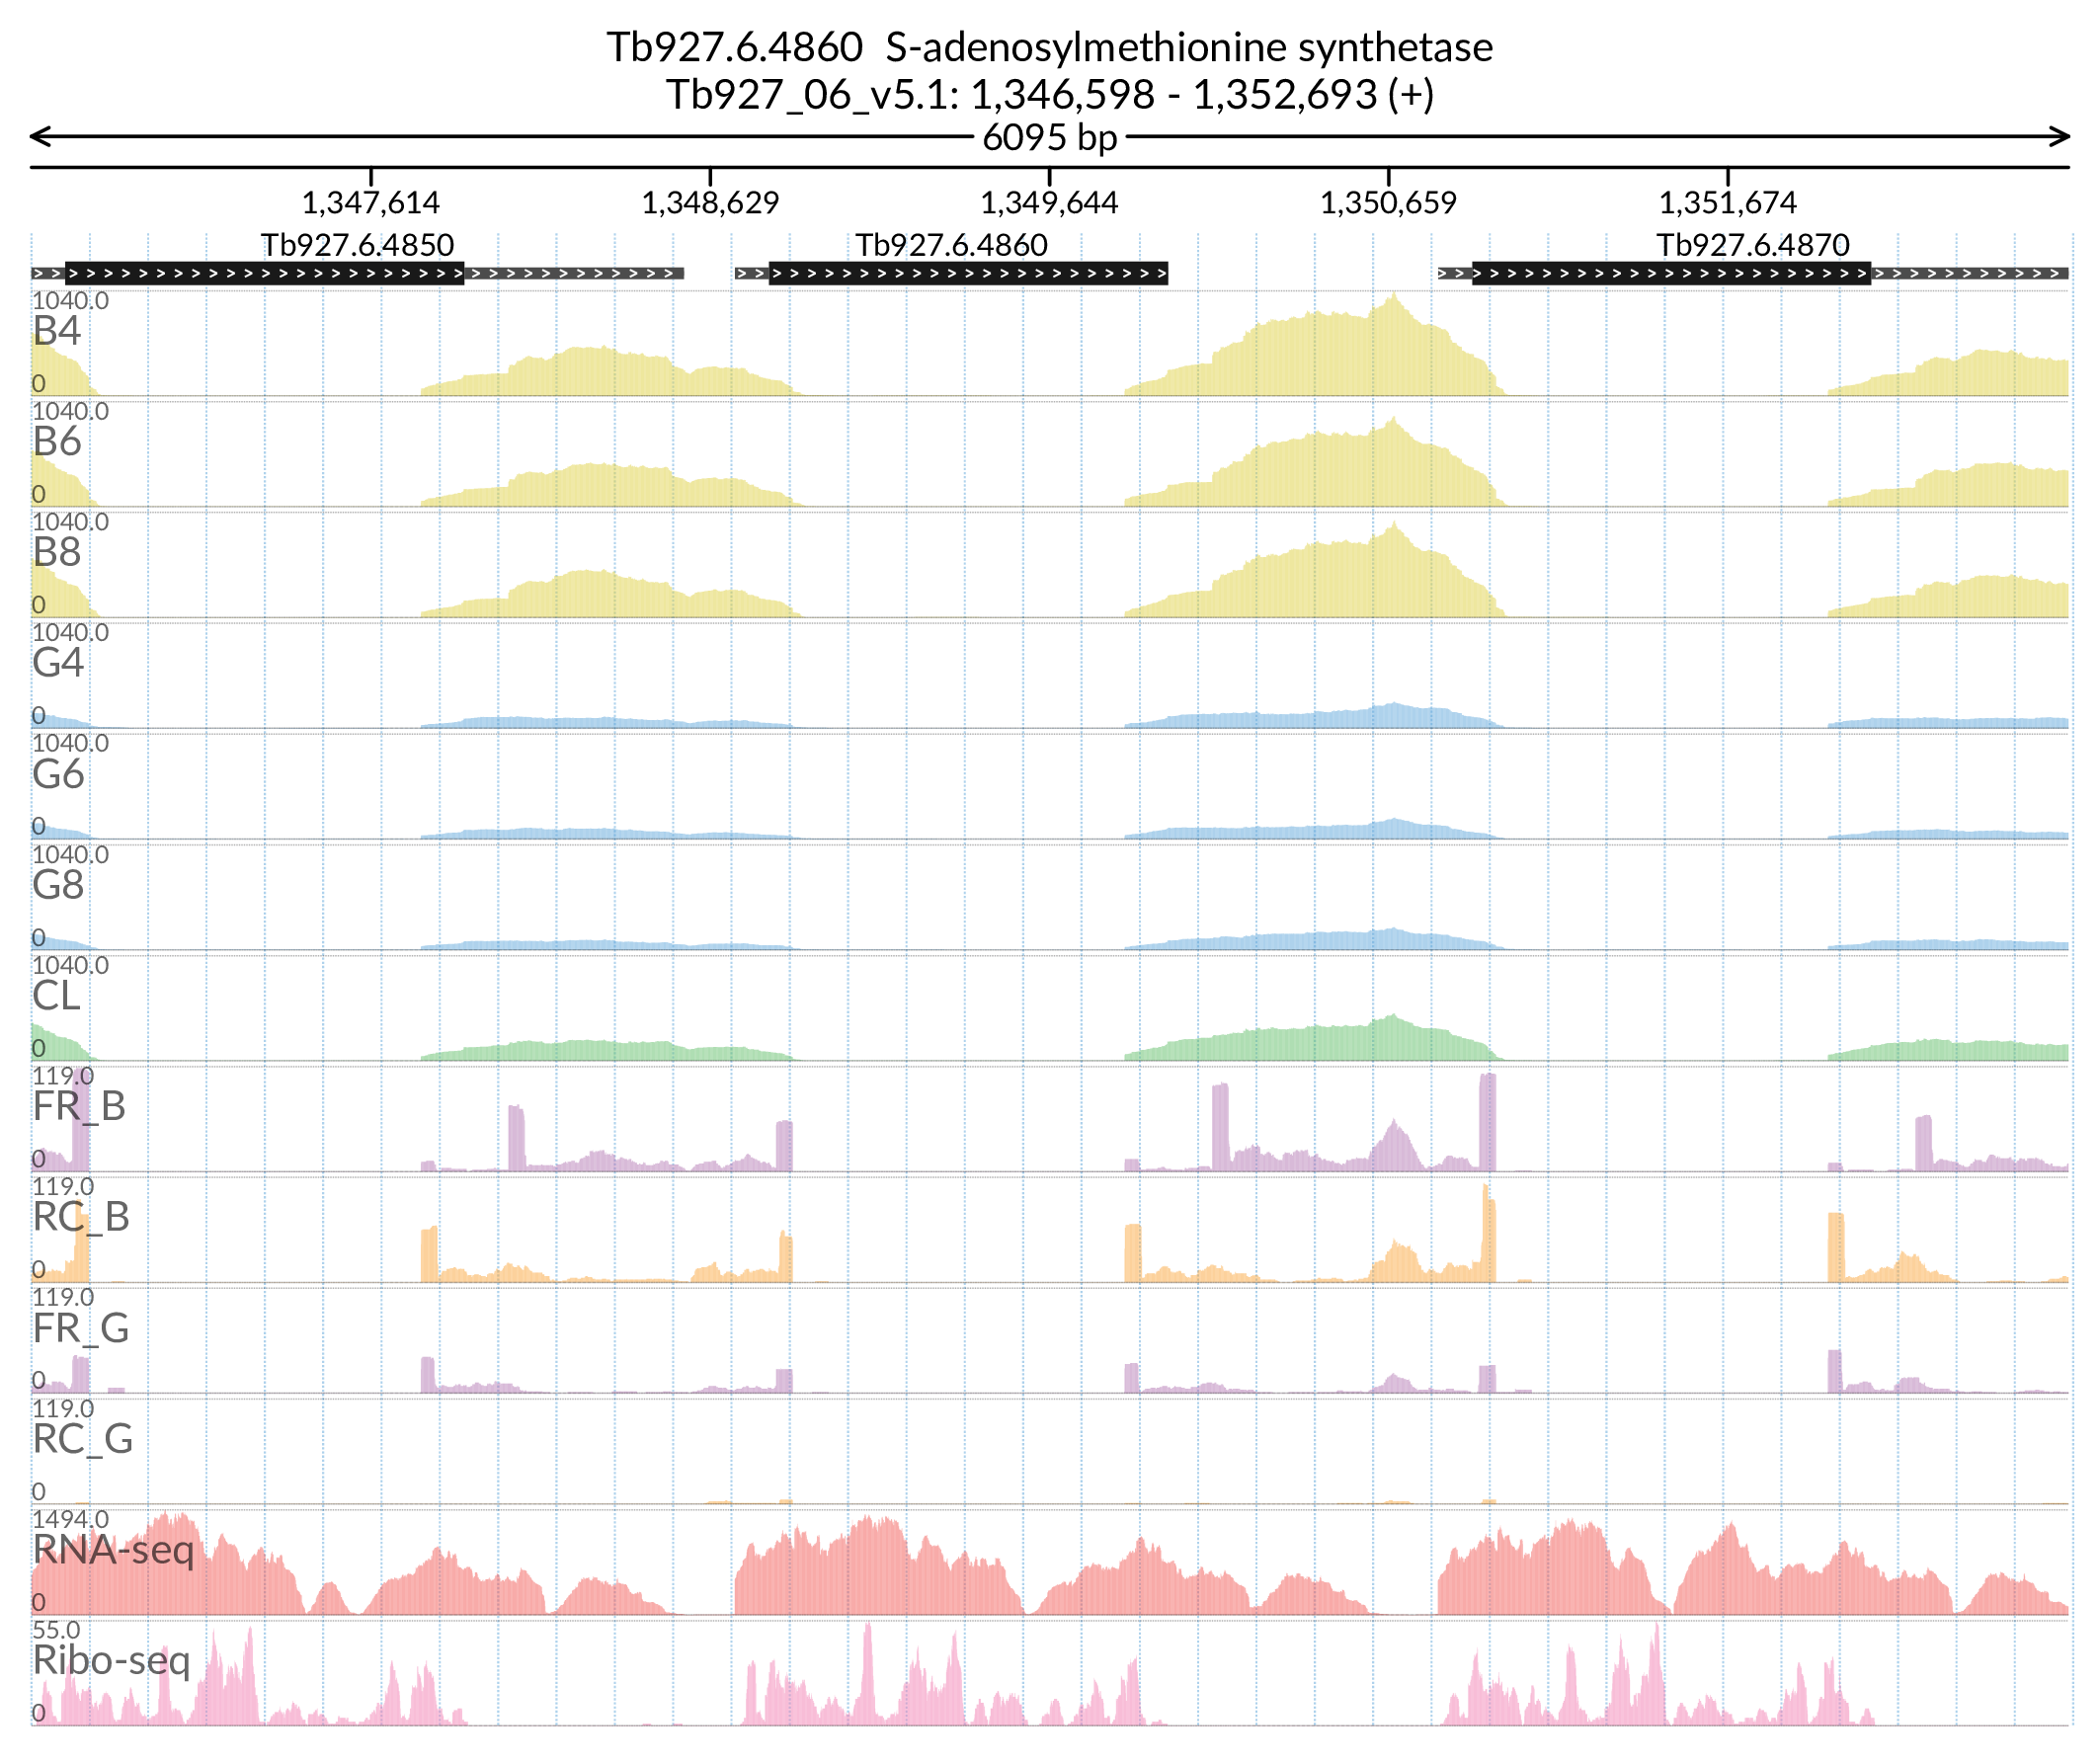 Tb927.6.4860  S-adenosylmethionine synthetase
Tb927_06_v5.1: 1,346,598 - 1,352,693 (+)
6095 bp
1,347,614 1,348,629 1,349,644 1,350,659 1,351,674
Tb927.6.4850 Tb927.6.4860 Tb927.6.4870
1040.0
B4
0
1040.0
B6
0
1040.0
B8
0
1040.0
G4
0
1040.0
G6
0
1040.0
G8
0
1040.0
CL
0
119.0
FR_B
0
119.0
RC_B
0
119.0
FR_G
0
119.0
RC_G
0
1494.0
RNA-seq
0
55.0
Ribo-seq
0